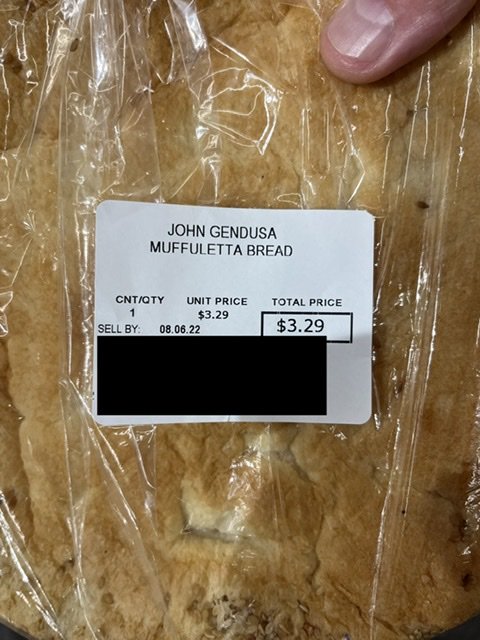 JOHN GENDUSA
MUFFULETTA BREAD
CNT/QTY UNIT PRICE TOTAL PRICE
1 $3.29 $3.29
SELL BY: 08.06.22